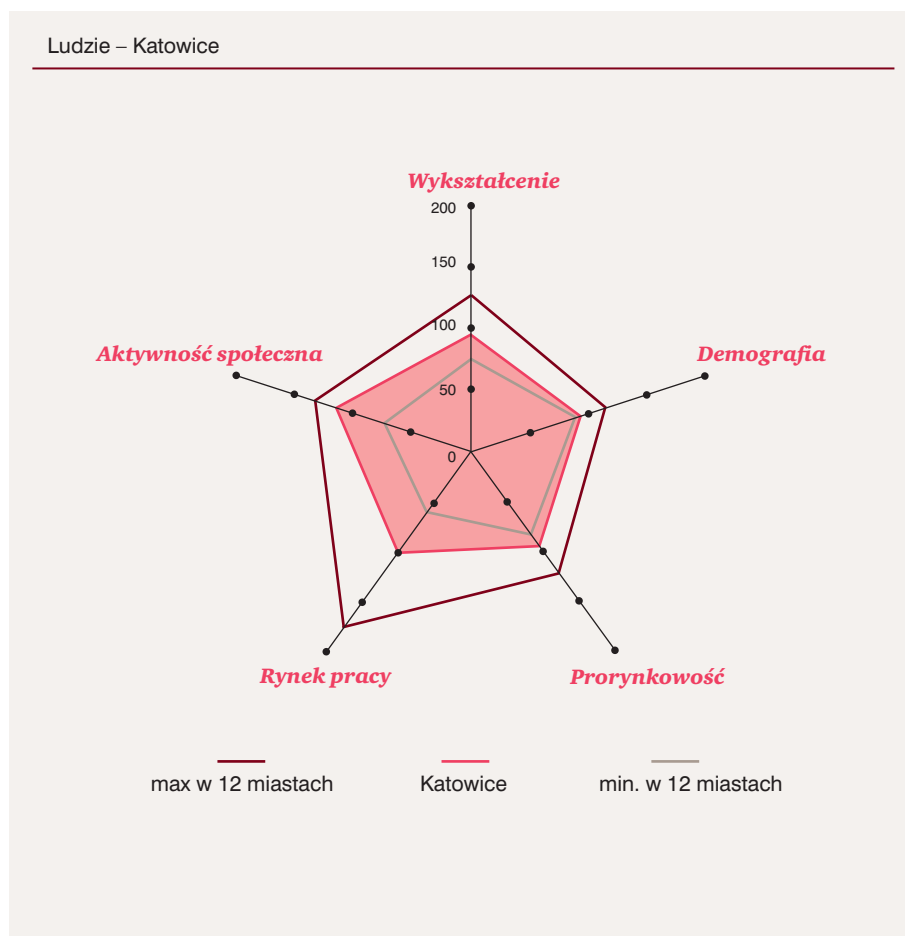 Ludzie – Katowice
Wykształcenie
200
150
100
50
0
Aktywność społeczna
Demografia
Rynek pracy
Prorynkowość
max w 12 miastach
Katowice
min. w 12 miastach